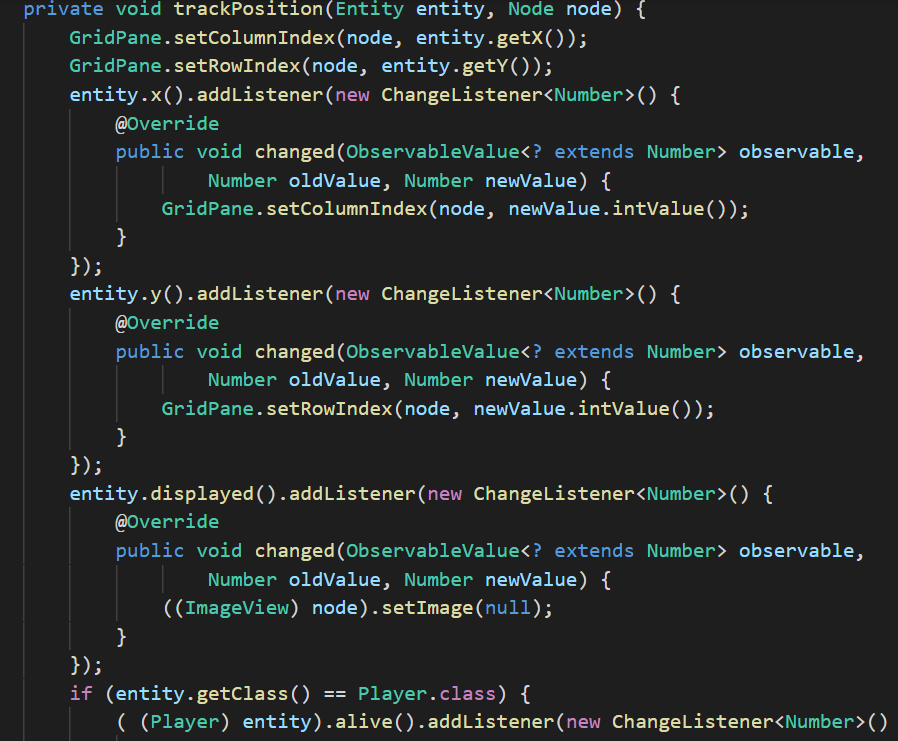 private void trackPosition(Entity entity, Node node) {
GridPane.setColumnIndex(node, entity.getX());
GridPane.setRowIndex(node, entity.getY());
entity.x().addListener(new ChangeListener<Number>() {
@Override
public void changed(ObservableValue<? extends Number> observable,
Number oldValue, Number newValue) {
GridPane.setColumnIndex(node, newValue.intValue());
}
});
entity.y().addListener(new ChangeListener<Number>() {
@Override
public void changed(ObservableValue<? extends Number> observable,
Number oldValue, Number newValue) {
GridPane.setRowIndex(node, newValue.intValue());
}
});
entity.displayed().addListener(new ChangeListener<Number>() {
@Override
public void changed(ObservableValue<? extends Number> observable,
Number oldValue, Number newValue) {
((ImageView) node).setImage(null);
}
});
if (entity.getClass() == Player.class) {
( (Player) entity).alive().addListener(new ChangeListener<Number>()